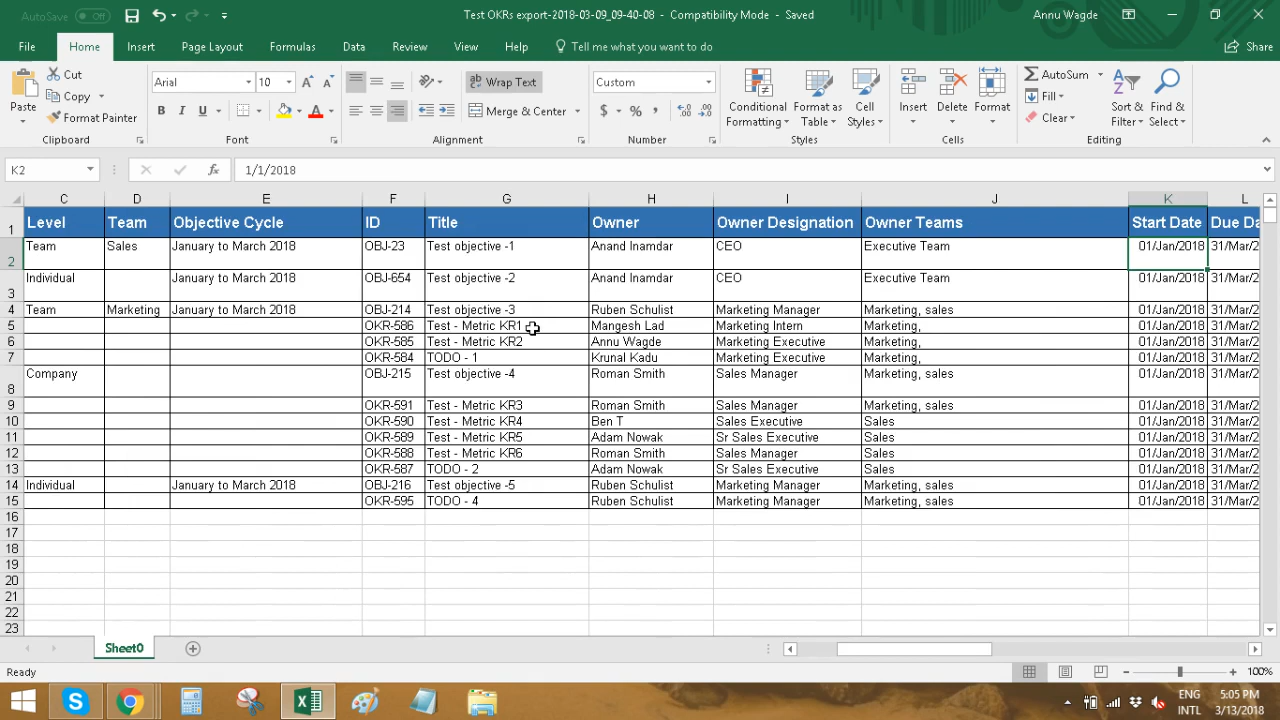 AutoSave Off Test OKRs export-2018-03-09_09-40-08 - Compatibility Mode - Saved Annu Wagde
File Home Insert Page Layout Formulas Data Review View Help Tell me what you want to do Share
Paste Cut Copy Format Painter
Clipboard
Arial 10 A A B I U A
Font
Wrap Text Merge & Center
Alignment
Custom $ % ,
Number
Conditional Formatting Format as Table Cell Styles
Styles
Insert Delete Format
Cells
AutoSum Fill Clear Sort & Filter Find & Select
Editing
K2 fx 1/1/2018
C D E F G H I J K L
1 Level Team Objective Cycle ID Title Owner Owner Designation Owner Teams Start Date Due Da
2 Team Sales January to March 2018 OBJ-23 Test objective -1 Anand Inamdar CEO Executive Team 01/Jan/2018 31/Mar/2
3 Individual January to March 2018 OBJ-654 Test objective -2 Anand Inamdar CEO Executive Team 01/Jan/2018 31/Mar/2
4 Team Marketing January to March 2018 OBJ-214 Test objective -3 Ruben Schulist Marketing Manager Marketing, sales 01/Jan/2018 31/Mar/2
5 OKR-586 Test - Metric KR1 Mangesh Lad Marketing Intern Marketing, 01/Jan/2018 31/Mar/2
6 OKR-585 Test - Metric KR2 Annu Wagde Marketing Executive Marketing, 01/Jan/2018 31/Mar/2
7 OKR-584 TODO - 1 Krunal Kadu Marketing Executive Marketing, 01/Jan/2018 31/Mar/2
8 Company OBJ-215 Test objective -4 Roman Smith Sales Manager Marketing, sales 01/Jan/2018 31/Mar/2
9 OKR-591 Test - Metric KR3 Roman Smith Sales Manager Marketing, sales 01/Jan/2018 31/Mar/2
10 OKR-590 Test - Metric KR4 Ben T Sales Executive Sales 01/Jan/2018 31/Mar/2
11 OKR-589 Test - Metric KR5 Adam Nowak Sr Sales Executive Sales 01/Jan/2018 31/Mar/2
12 OKR-588 Test - Metric KR6 Roman Smith Sales Manager Sales 01/Jan/2018 31/Mar/2
13 OKR-587 TODO - 2 Adam Nowak Sr Sales Executive Sales 01/Jan/2018 31/Mar/2
14 Individual January to March 2018 OBJ-216 Test objective -5 Ruben Schulist Marketing Manager Marketing, sales 01/Jan/2018 31/Mar/2
15 OKR-595 TODO - 4 Ruben Schulist Marketing Manager Marketing, sales 01/Jan/2018 31/Mar/2
16
17
18
19
20
21
22
23
Sheet0
Ready 100%
ENG 5:05 PM
INTL 3/13/2018